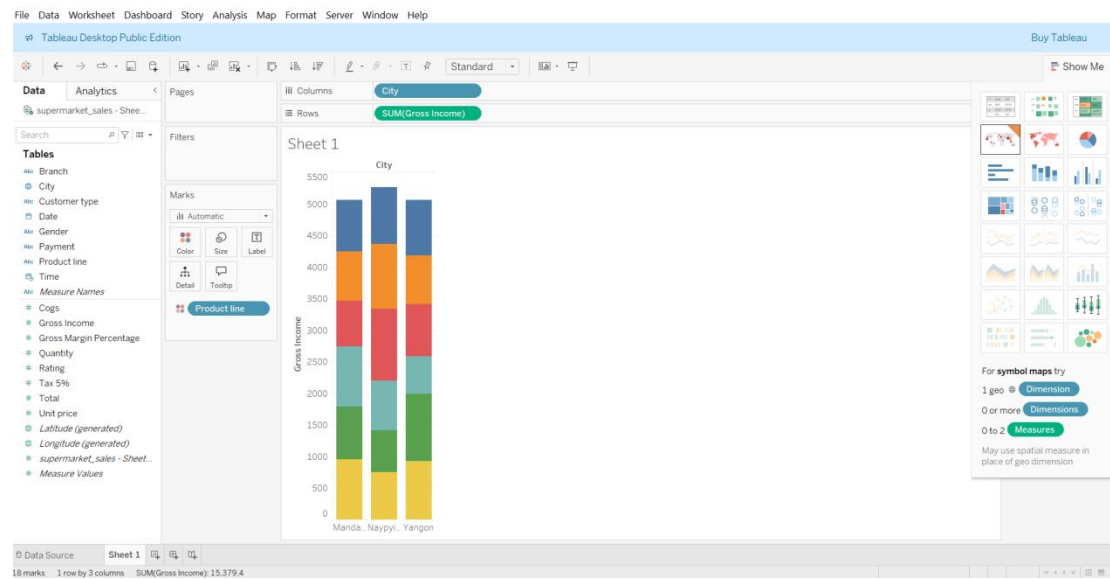 File Data Worksheet Dashboard Story Analysis Map Format Server Window Help
Tableau Desktop Public Edition
Buy Tableau
Standard
Show Me
Data Analytics
supermarket_sales - Shee...
Search
Tables
Abc Branch
City
Abc Customer type
Date
Abc Gender
Abc Payment
Abc Product line
Time
Abc Measure Names
# Cogs
# Gross Income
# Gross Margin Percentage
# Quantity
# Rating
# Tax 5%
# Total
# Unit price
Latitude (generated)
Longitude (generated)
# supermarket_sales - Sheet...
# Measure Values
Pages
Filters
Marks
Automatic
Color Size Label
Detail Tooltip
Product line
iii Columns City
Rows SUM(Gross Income)
Sheet 1
City
Gross Income
5500
5000
4500
4000
3500
3000
2500
2000
1500
1000
500
0
Manda.. Naypyi.. Yangon
For symbol maps try
1 geo Dimension
0 or more Dimensions
0 to 2 Measures
May use spatial measure in
place of geo dimension
Data Source Sheet 1
18 marks 1 row by 3 columns SUM(Gross Income): 15,379.4